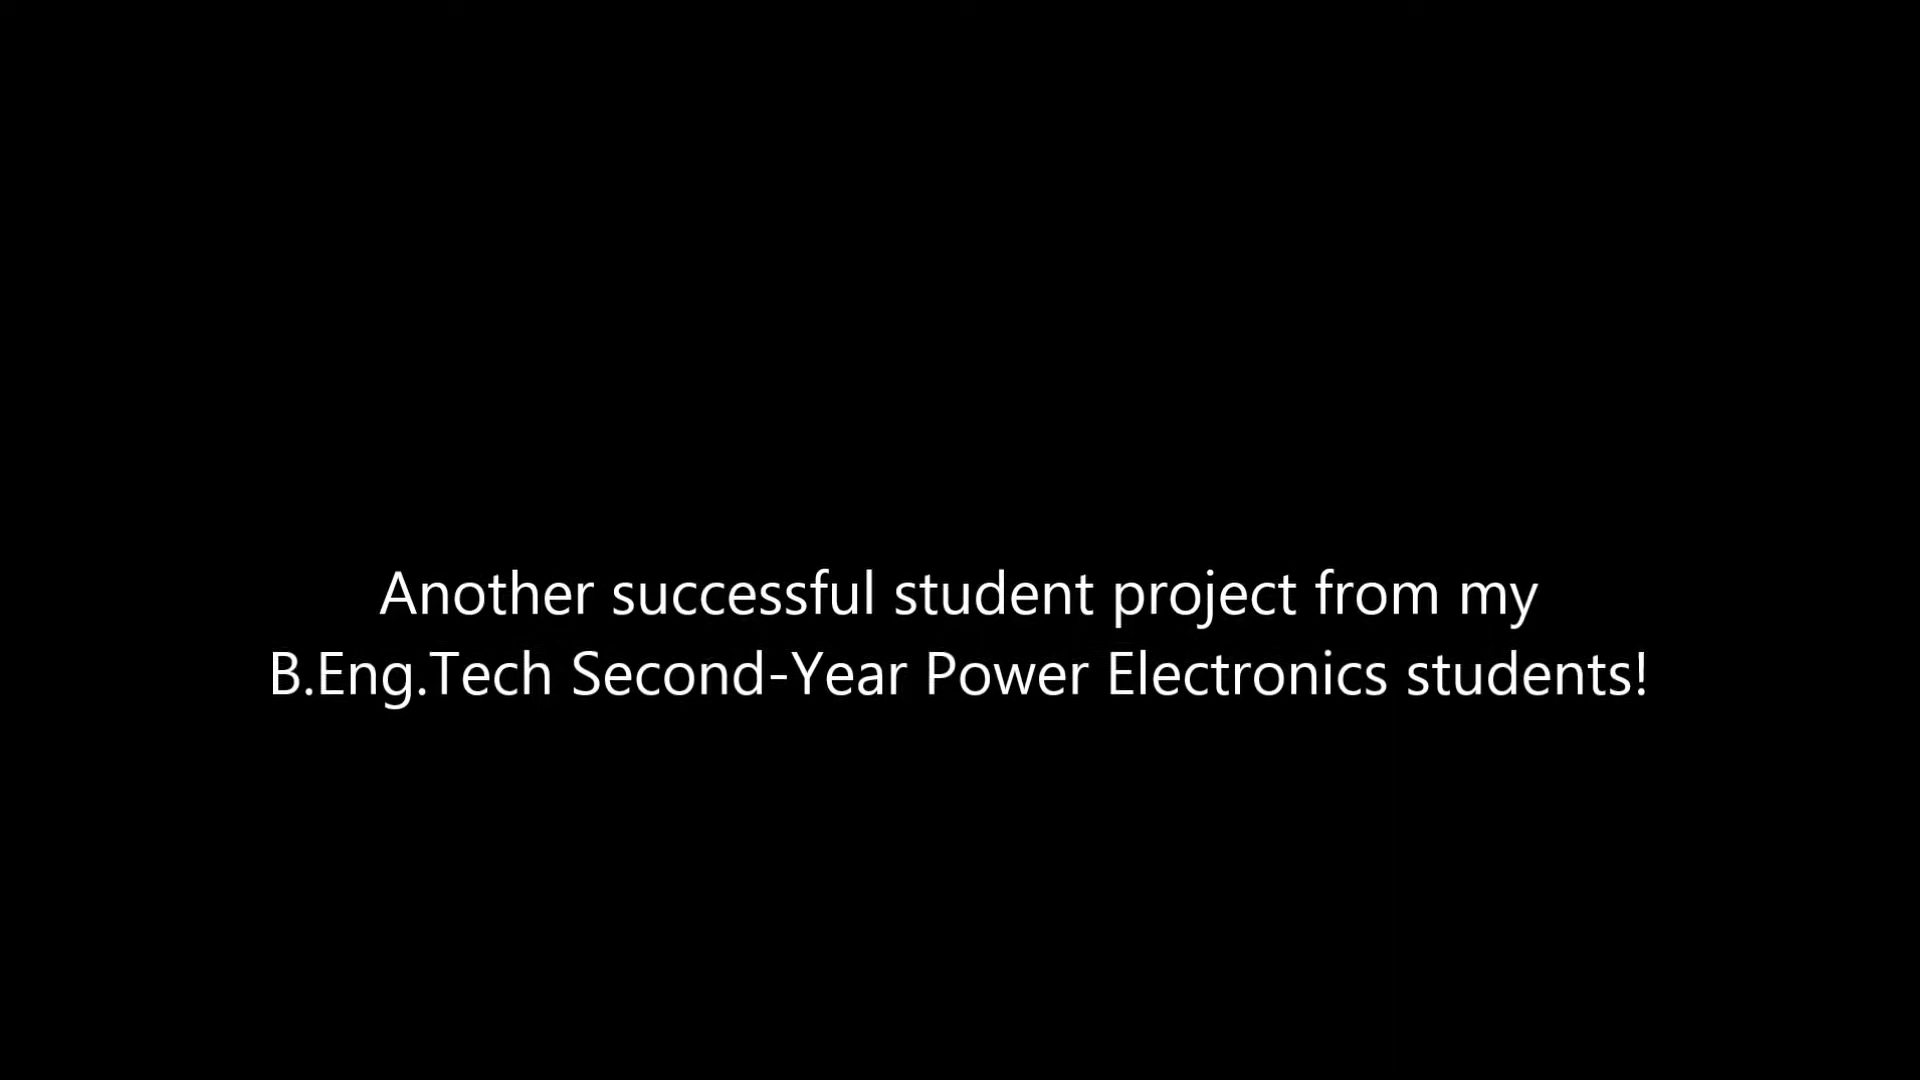 Another successful student project from my
B.Eng.Tech Second-Year Power Electronics students!